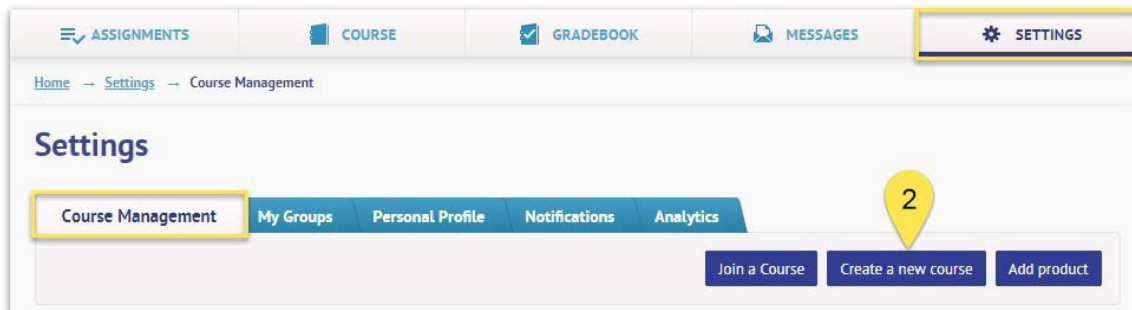 ASSIGNMENTS COURSE GRADEBOOK MESSAGES SETTINGS
Home → Settings → Course Management
Settings
Course Management My Groups Personal Profile Notifications Analytics
2
Join a Course Create a new course Add product